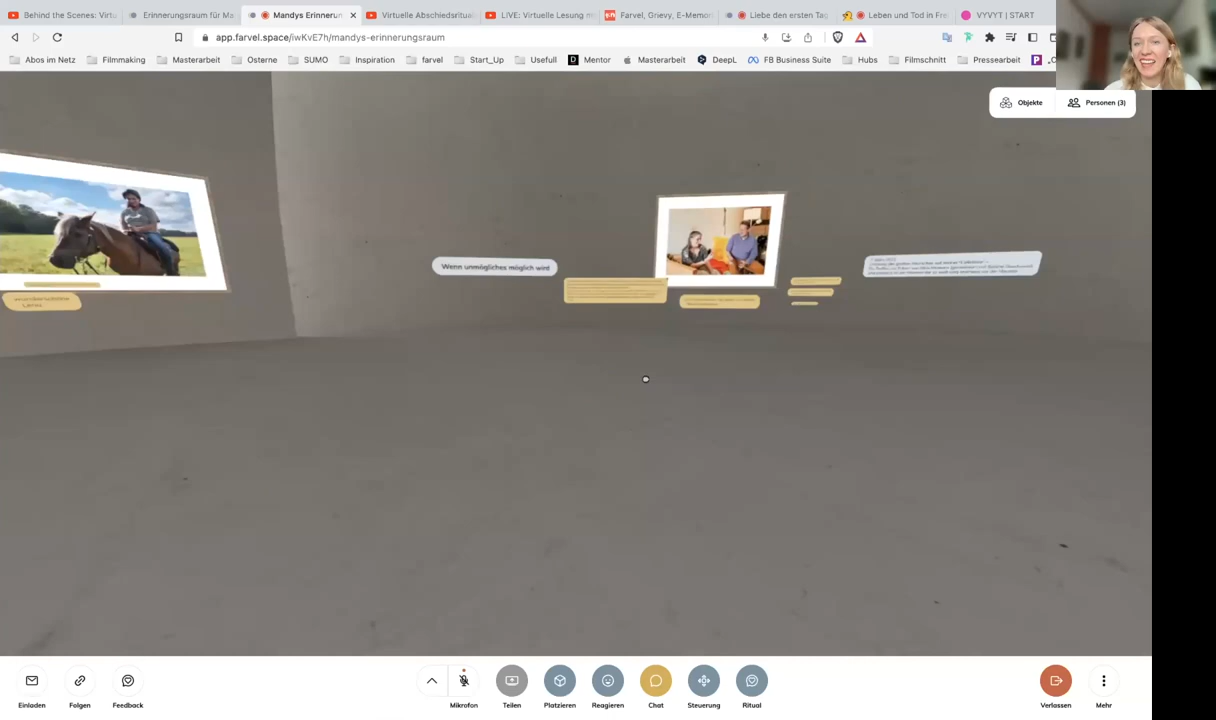 Behind the Scenes: Virtu
Erinnerungsraum für Ma
Mandys Erinnerun
Virtuelle Abschiedsritua
LIVE: Virtuelle Lesung m
Farvel, Grievy, E-Memor
Liebe den ersten Tag
Leben und Tod in Fre
VYVYT | START
app.farvel.space/iwKvE7h/mandys-erinnerungsraum
Abos im Netz
Filmmaking
Masterarbeit
Osterne
SUMO
Inspiration
farvel
Start_Up
Usefull
Mentor
Masterarbeit
DeepL
FB Business Suite
Hubs
Filmschnitt
Pressearbeit
Objekte
Personen (3)
Wenn unmögliches möglich wird
Einladen
Folgen
Feedback
Mikrofon
Teilen
Platzieren
Reagieren
Chat
Steuerung
Ritual
Verlassen
Mehr